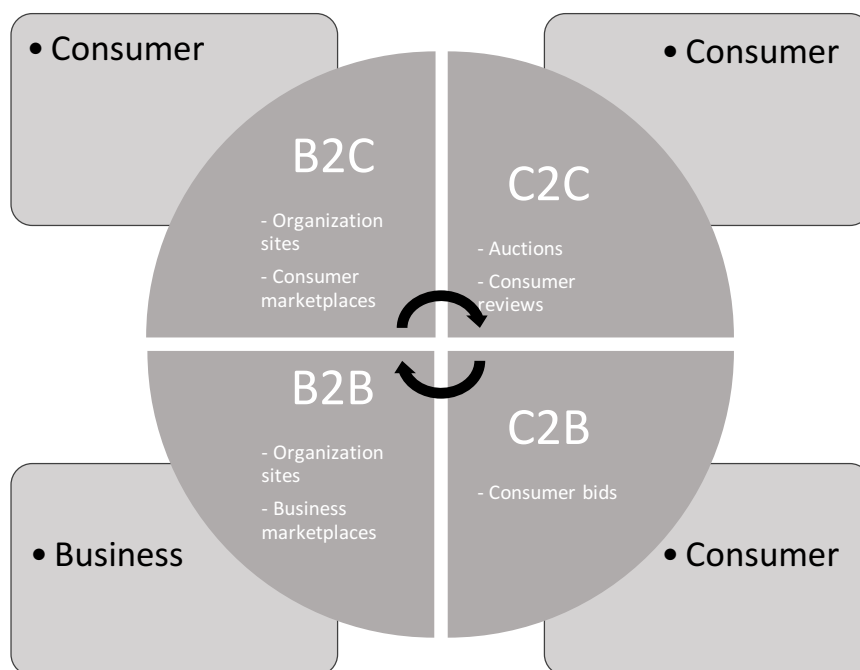 • Consumer
• Consumer
B2C
- Organization
sites
- Consumer
marketplaces
C2C
- Auctions
- Consumer
reviews
B2B
- Organization
sites
- Business
marketplaces
C2B
- Consumer bids
• Business
• Consumer